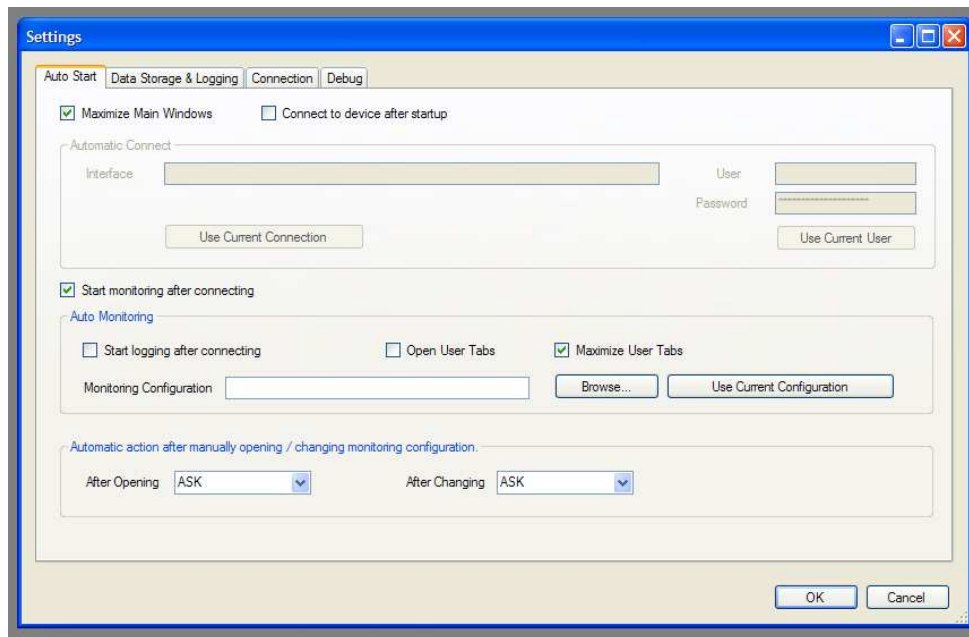 Settings
Auto Start Data Storage & Logging Connection Debug
Maximize Main Windows Connect to device after startup
Automatic Connect
Interface User
Password ********************
Use Current Connection Use Current User
Start monitoring after connecting
Auto Monitoring
Start logging after connecting Open User Tabs Maximize User Tabs
Monitoring Configuration Browse... Use Current Configuration
Automatic action after manually opening / changing monitoring configuration.
After Opening ASK After Changing ASK
OK Cancel